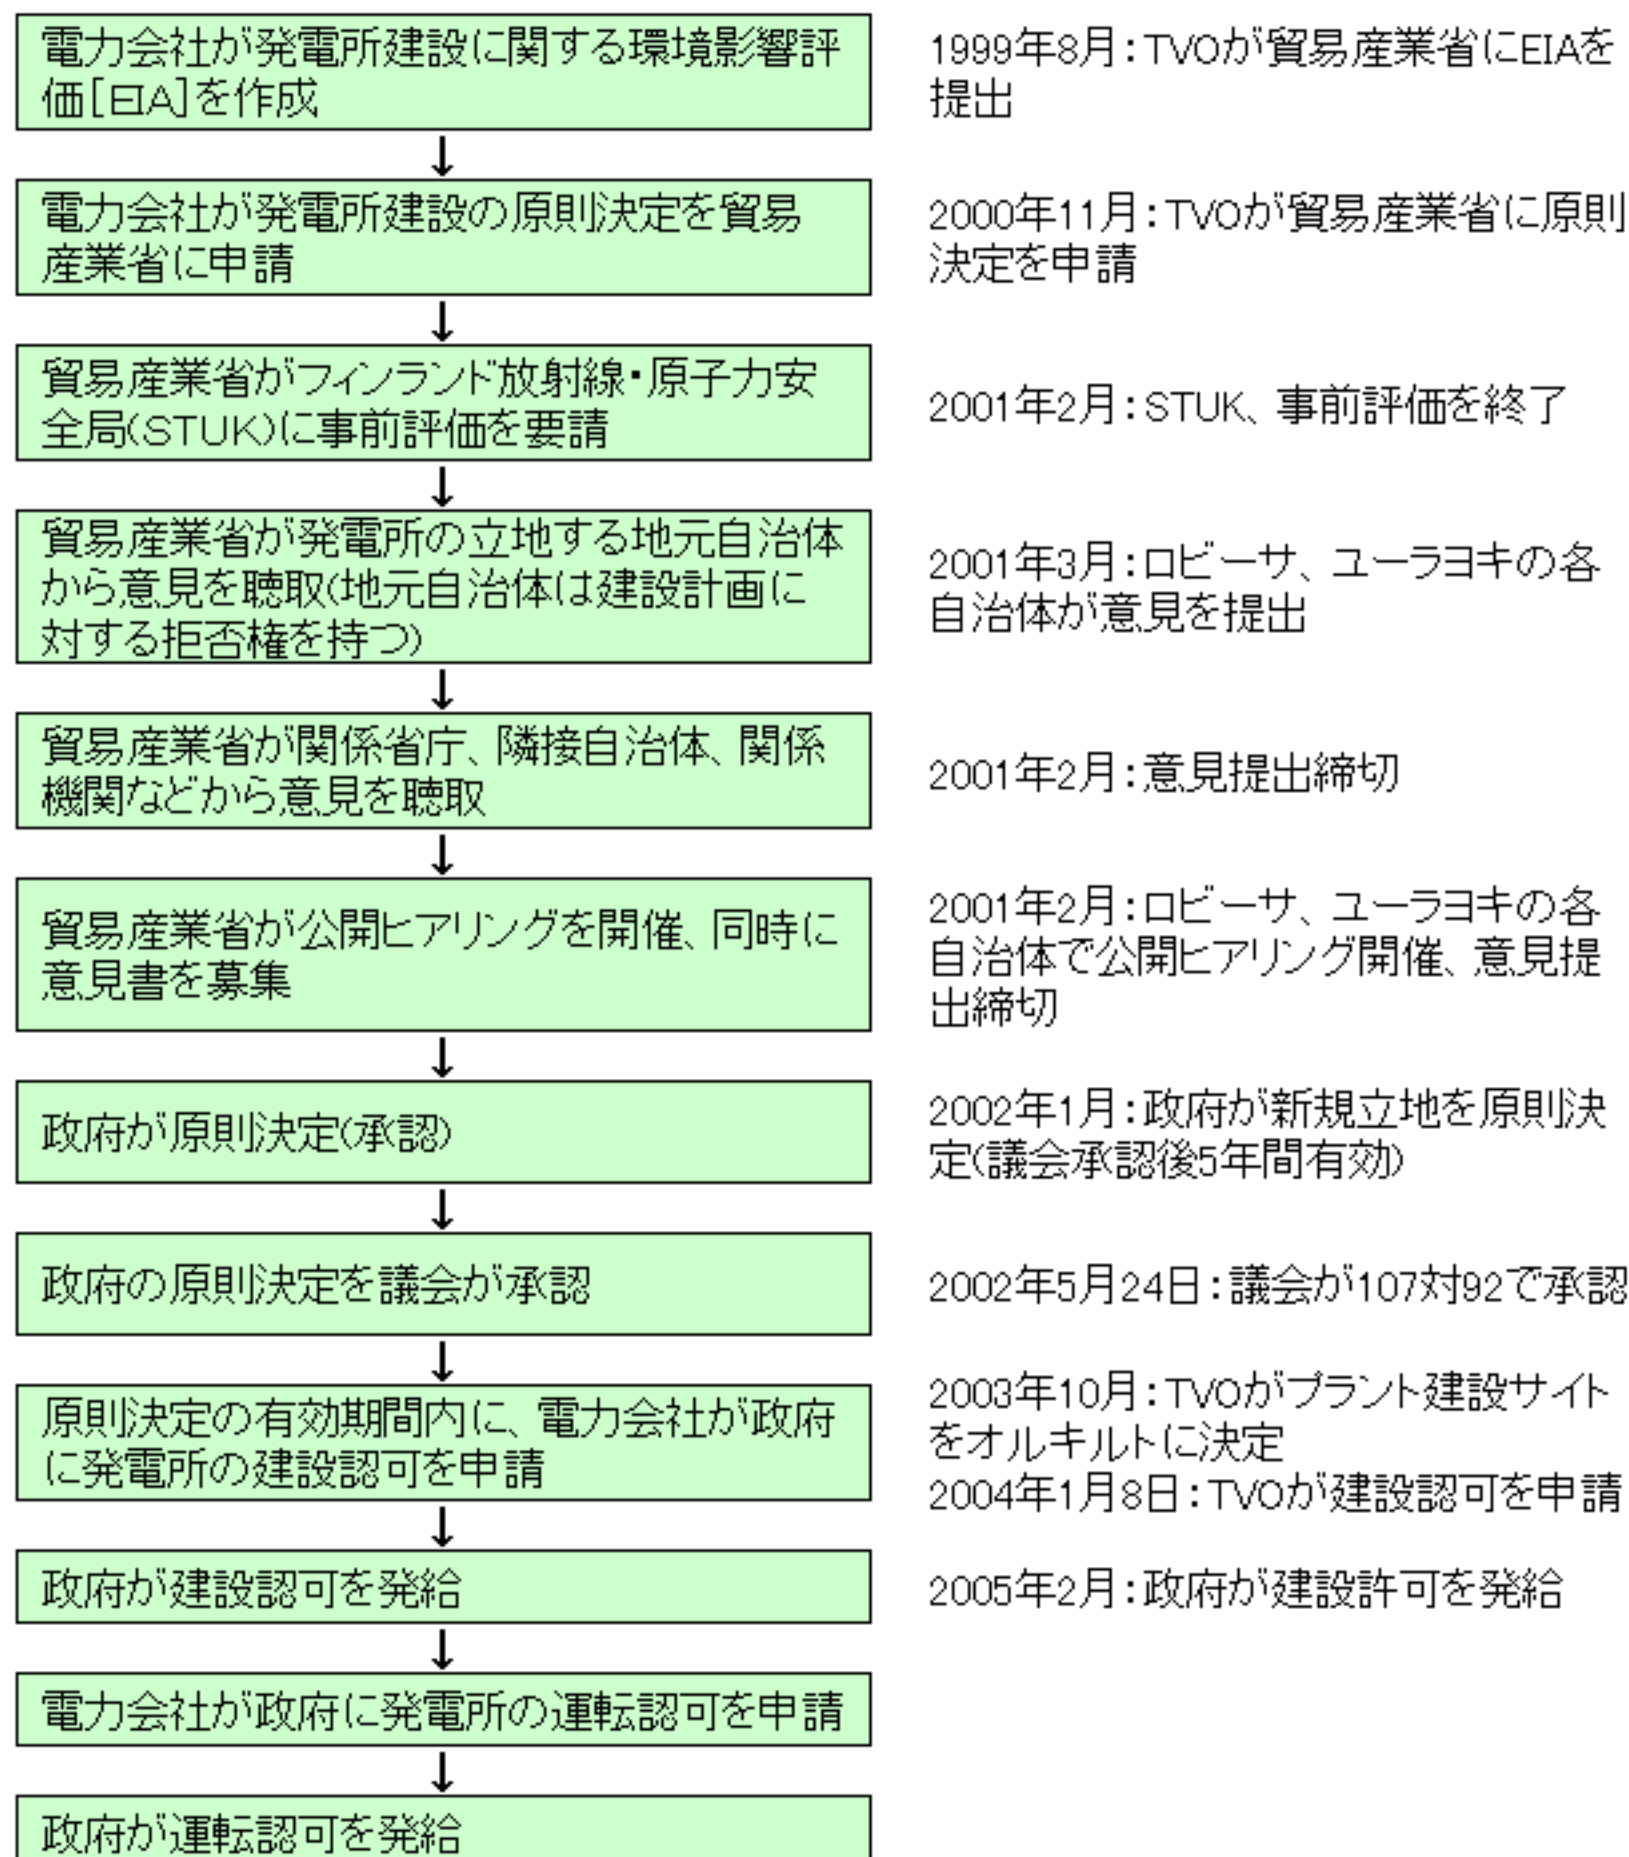 電力会社が発電所建設に関する環境影響評
価[EIA]を作成
1999年8月：TVOが貿易産業省にEIAを
提出
↓
電力会社が発電所建設の原則決定を貿易
産業省に申請
2000年11月：TVOが貿易産業省に原則
決定を申請
↓
貿易産業省がフィンランド放射線・原子力安
全局(STUK)に事前評価を要請
2001年2月：STUK、事前評価を終了
↓
貿易産業省が発電所の立地する地元自治体
から意見を聴取(地元自治体は建設計画に
対する拒否権を持つ)
2001年3月：ロビーサ、ユーラヨキの各
自治体が意見を提出
↓
貿易産業省が関係省庁、隣接自治体、関係
機関などから意見を聴取
2001年2月：意見提出締切
↓
貿易産業省が公開ヒアリングを開催、同時に
意見書を募集
2001年2月：ロビーサ、ユーラヨキの各
自治体で公開ヒアリング開催、意見提
出締切
↓
政府が原則決定(承認)
2002年1月：政府が新規立地を原則決
定(議会承認後5年間有効)
↓
政府の原則決定を議会が承認
2002年5月24日：議会が107対92で承認
↓
原則決定の有効期間内に、電力会社が政府
に発電所の建設認可を申請
2003年10月：TVOがプラント建設サイト
をオルキルトに決定
2004年1月8日：TVOが建設認可を申請
↓
政府が建設認可を発給
2005年2月：政府が建設許可を発給
↓
電力会社が政府に発電所の運転認可を申請
↓
政府が運転認可を発給